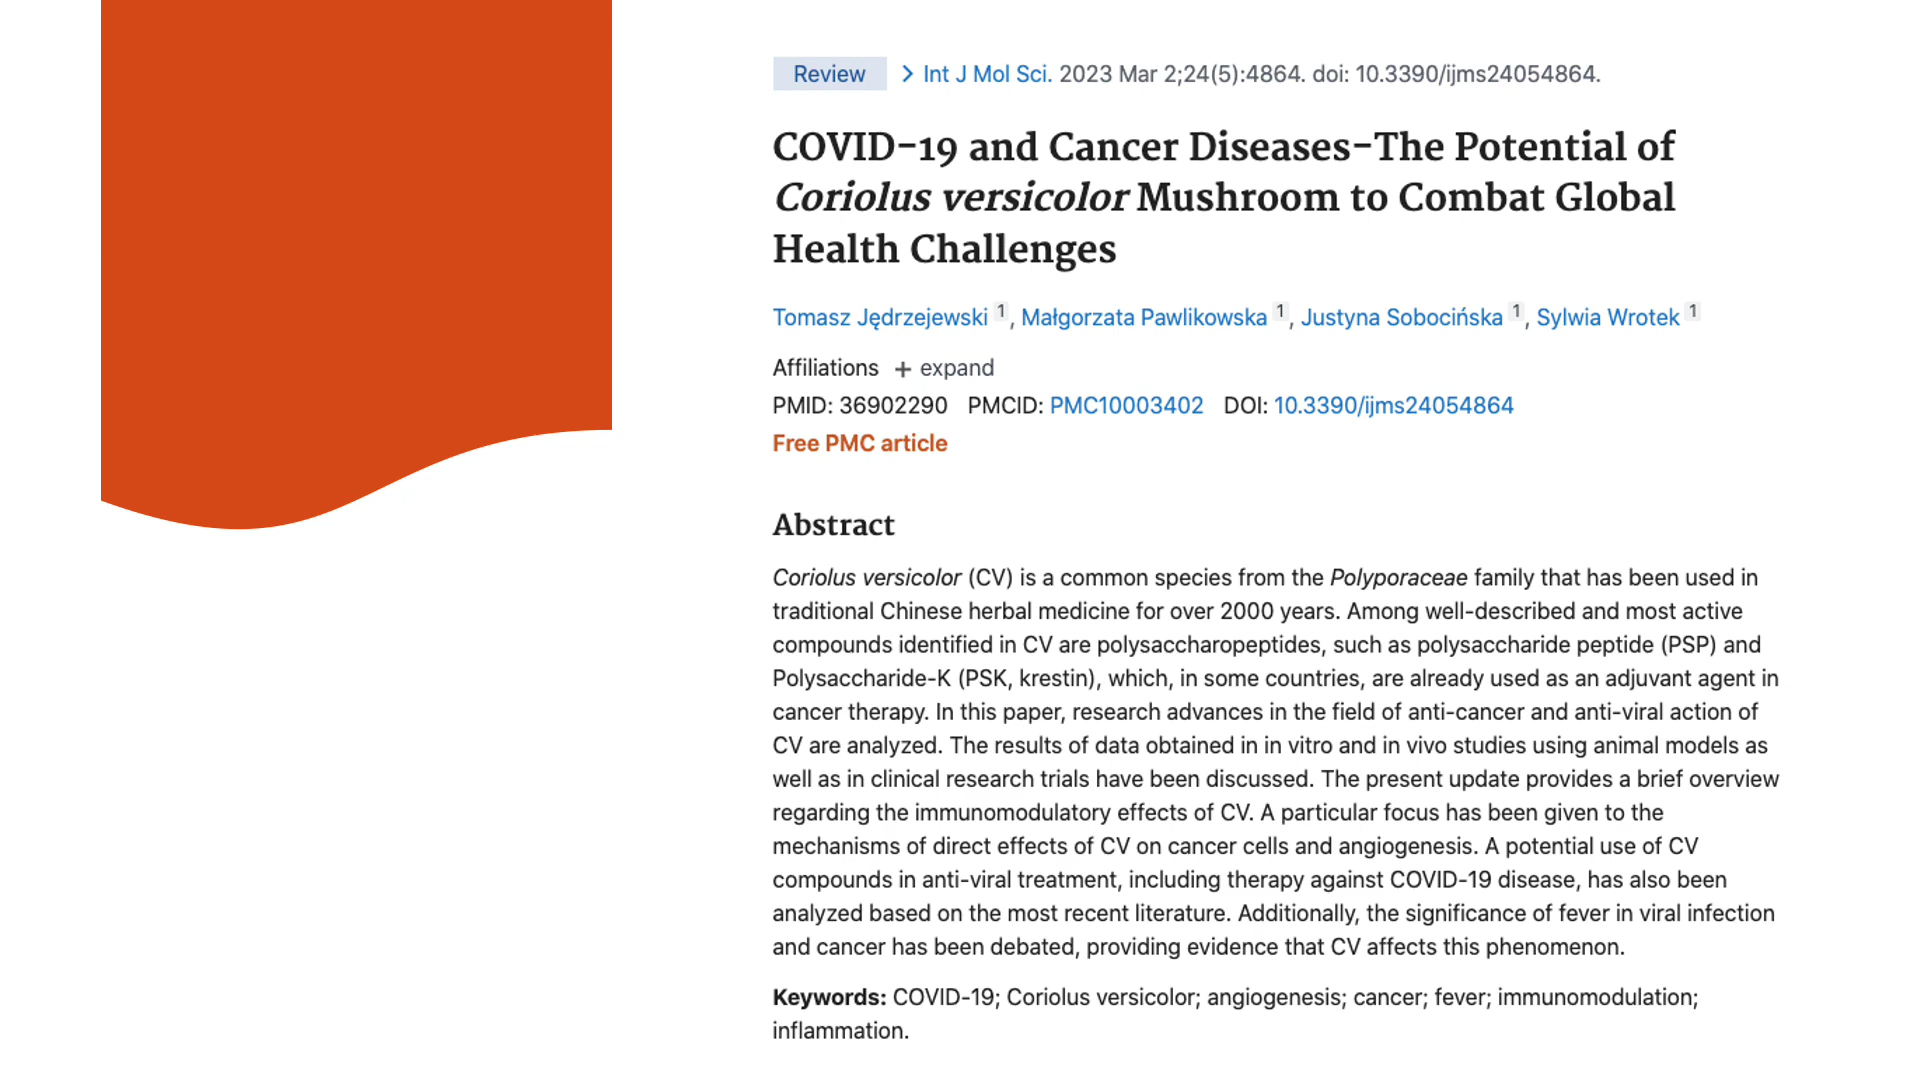 Review > Int J Mol Sci. 2023 Mar 2;24(5):4864. doi: 10.3390/ijms24054864.
COVID-19 and Cancer Diseases-The Potential of
Coriolus versicolor Mushroom to Combat Global
Health Challenges
Tomasz Jędrzejewski 1, Małgorzata Pawlikowska 1, Justyna Sobocińska 1, Sylwia Wrotek 1
Affiliations + expand
PMID: 36902290 PMCID: PMC10003402 DOI: 10.3390/ijms24054864
Free PMC article
Abstract
Coriolus versicolor (CV) is a common species from the Polyporaceae family that has been used in
traditional Chinese herbal medicine for over 2000 years. Among well-described and most active
compounds identified in CV are polysaccharopeptides, such as polysaccharide peptide (PSP) and
Polysaccharide-K (PSK, krestin), which, in some countries, are already used as an adjuvant agent in
cancer therapy. In this paper, research advances in the field of anti-cancer and anti-viral action of
CV are analyzed. The results of data obtained in in vitro and in vivo studies using animal models as
well as in clinical research trials have been discussed. The present update provides a brief overview
regarding the immunomodulatory effects of CV. A particular focus has been given to the
mechanisms of direct effects of CV on cancer cells and angiogenesis. A potential use of CV
compounds in anti-viral treatment, including therapy against COVID-19 disease, has also been
analyzed based on the most recent literature. Additionally, the significance of fever in viral infection
and cancer has been debated, providing evidence that CV affects this phenomenon.
Keywords: COVID-19; Coriolus versicolor; angiogenesis; cancer; fever; immunomodulation;
inflammation.